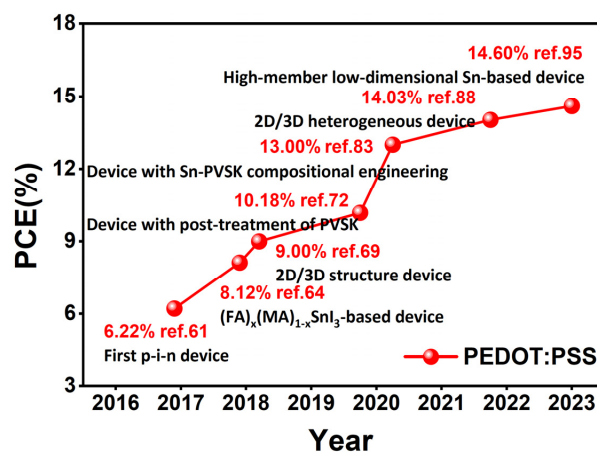 18
14.60% ref.95
High-member low-dimensional Sn-based device
15
14.03% ref.88
2D/3D heterogeneous device
13.00% ref.83
12
Device with Sn-PVSK compositional engineering
10.18% ref.72
Device with post-treatment of PVSK
9
9.00% ref.69
2D/3D structure device
8.12% ref.64
(FA)ₓ(MA)₁₋ₓSnI₃-based device
6
6.22% ref.61
First p-i-n device
PEDOT:PSS
3
2016 2017 2018 2019 2020 2021 2022 2023
Year
PCE(%)